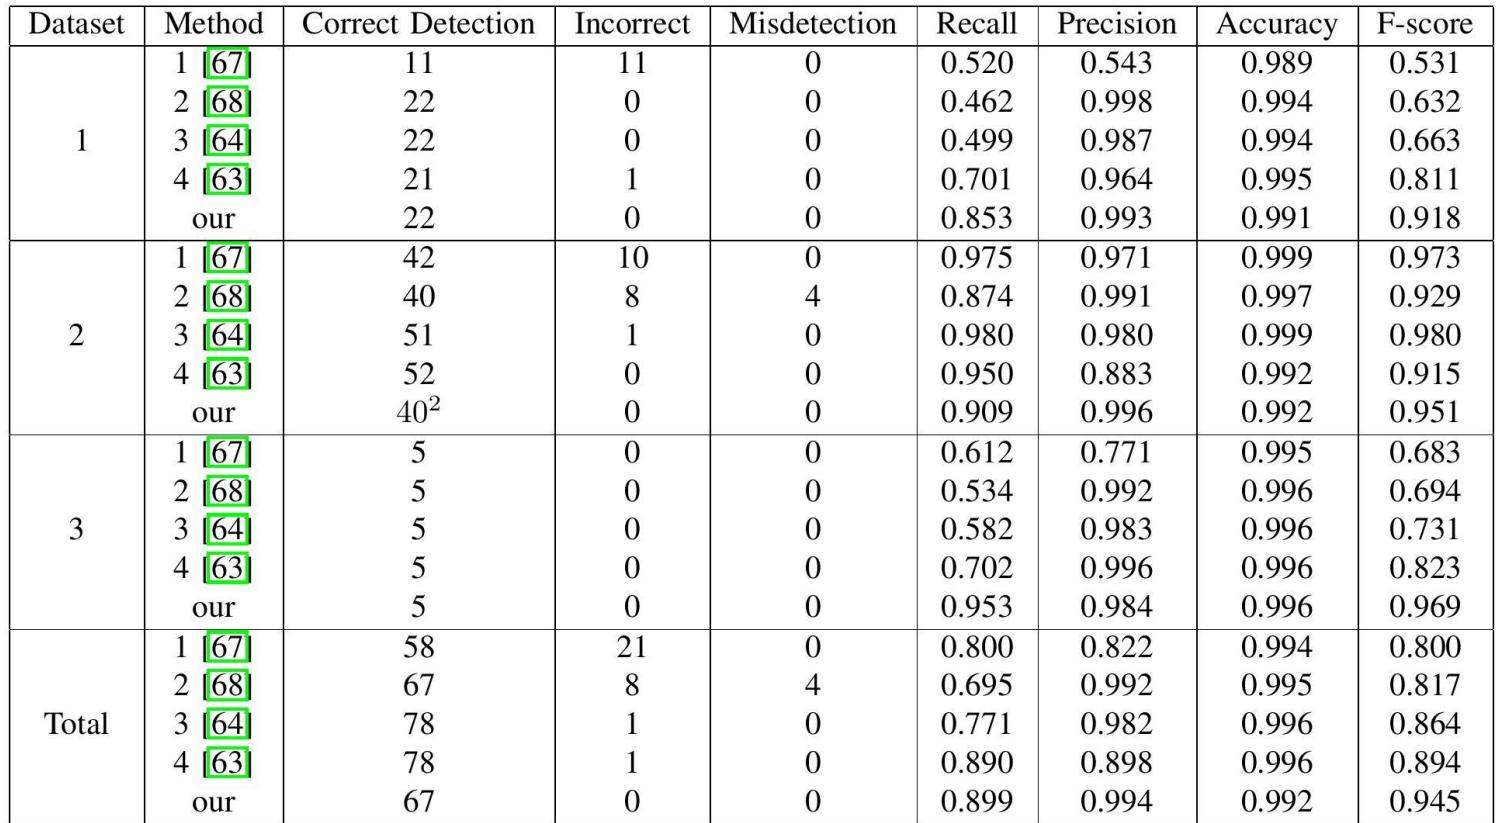 Dataset Method Correct Detection Incorrect Misdetection Recall Precision Accuracy F-score
1 [67] 11 11 0 0.520 0.543 0.989 0.531
2 [68] 22 0 0 0.462 0.998 0.994 0.632
1 3 [64] 22 0 0 0.499 0.987 0.994 0.663
4 [63] 21 1 0 0.701 0.964 0.995 0.811
our 22 0 0 0.853 0.993 0.991 0.918
1 [67] 42 10 0 0.975 0.971 0.999 0.973
2 [68] 40 8 4 0.874 0.991 0.997 0.929
2 3 [64] 51 1 0 0.980 0.980 0.999 0.980
4 [63] 52 0 0 0.950 0.883 0.992 0.915
our 40² 0 0 0.909 0.996 0.992 0.951
1 [67] 5 0 0 0.612 0.771 0.995 0.683
2 [68] 5 0 0 0.534 0.992 0.996 0.694
3 3 [64] 5 0 0 0.582 0.983 0.996 0.731
4 [63] 5 0 0 0.702 0.996 0.996 0.823
our 5 0 0 0.953 0.984 0.996 0.969
1 [67] 58 21 0 0.800 0.822 0.994 0.800
2 [68] 67 8 4 0.695 0.992 0.995 0.817
Total 3 [64] 78 1 0 0.771 0.982 0.996 0.864
4 [63] 78 1 0 0.890 0.898 0.996 0.894
our 67 0 0 0.899 0.994 0.992 0.945